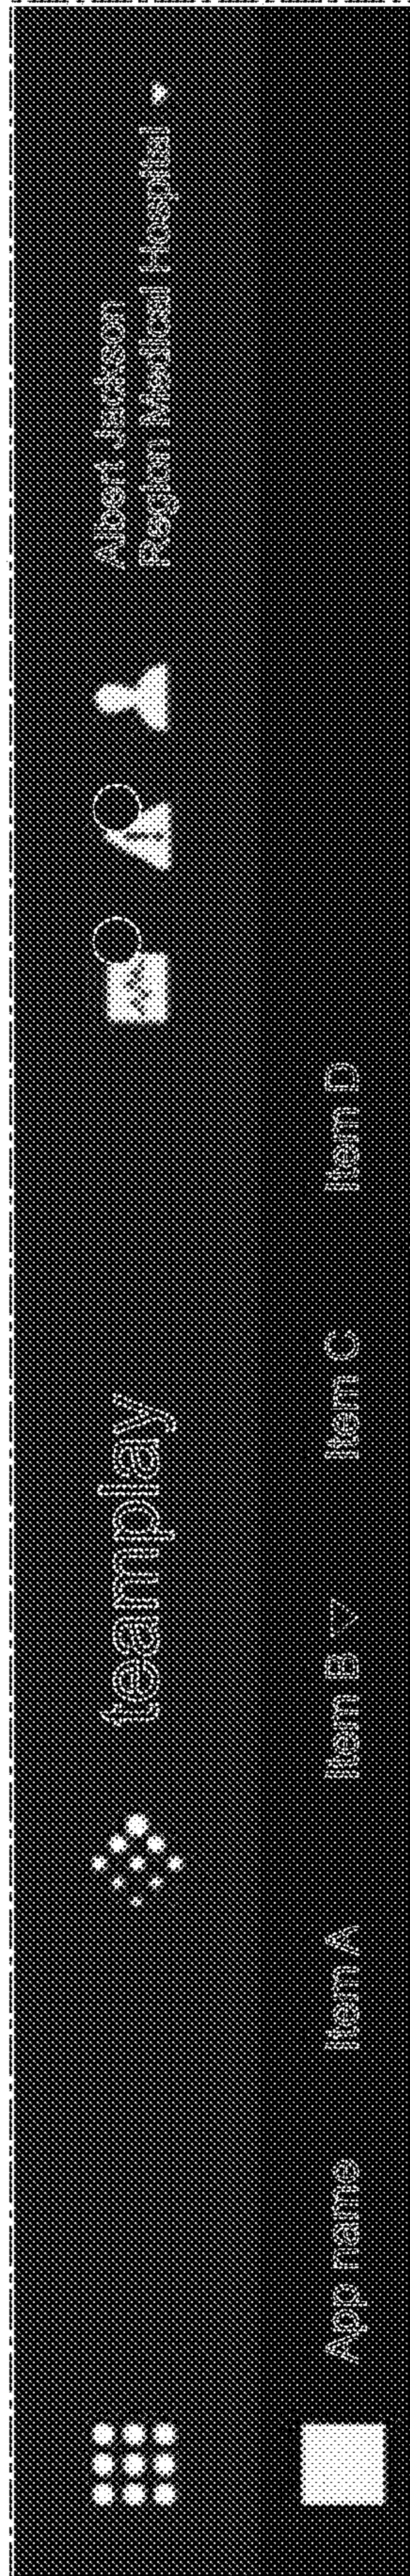 teamplay
Albert Jackson
Region Medical Hospital
App name
Item A
Item B
Item C
Item D